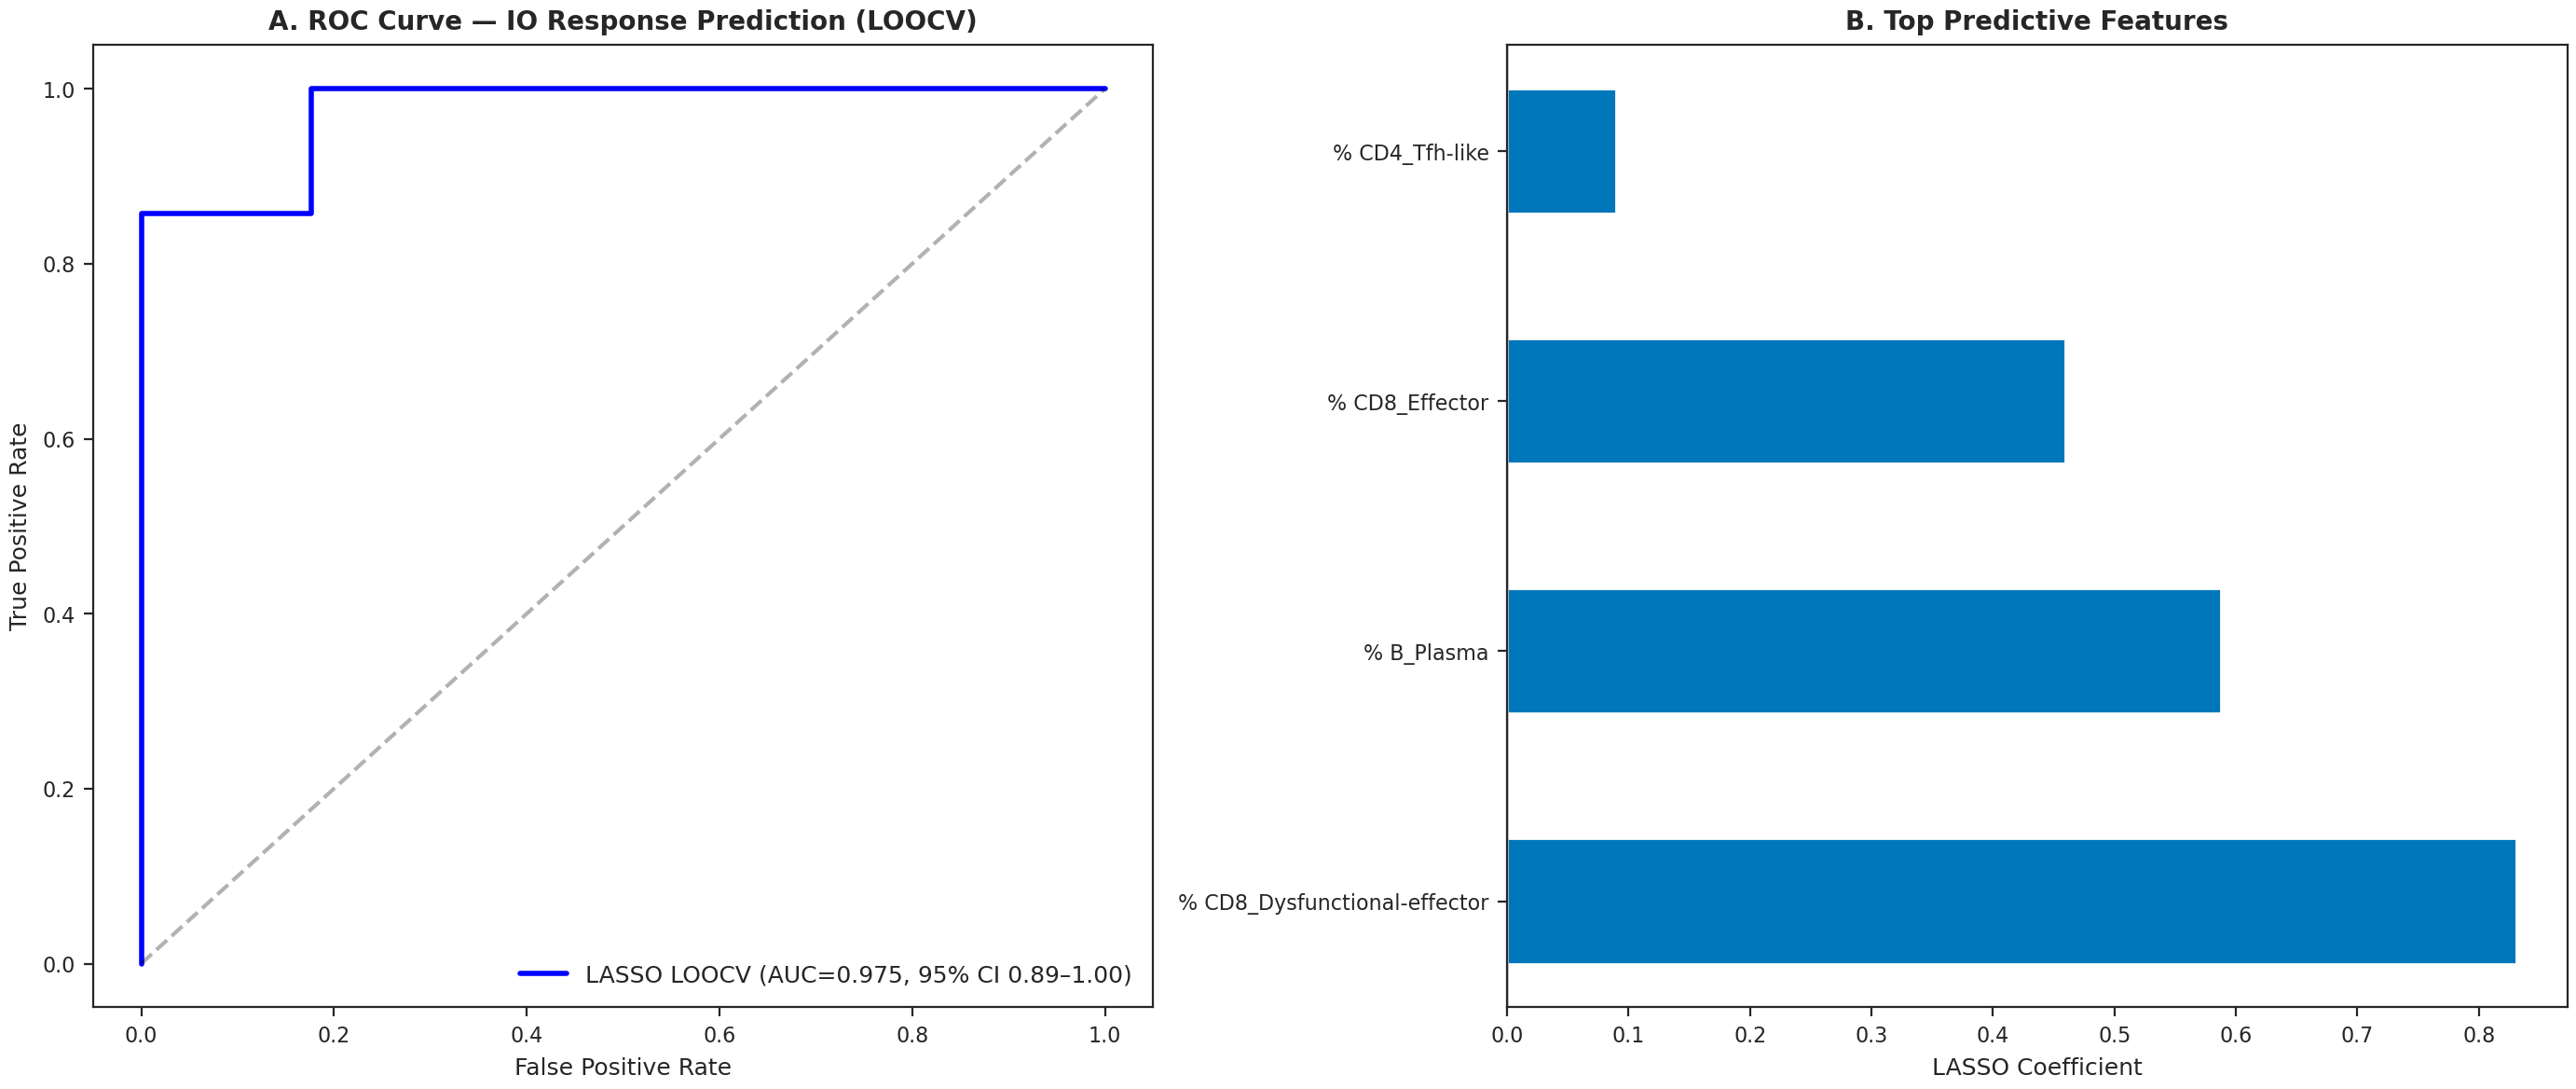 A. ROC Curve — IO Response Prediction (LOOCV)
1.0
0.8
0.6
0.4
0.2
0.0
True Positive Rate
0.0 0.2 0.4 0.6 0.8 1.0
False Positive Rate
LASSO LOOCV (AUC=0.975, 95% CI 0.89–1.00)
B. Top Predictive Features
% CD4_Tfh-like
% CD8_Effector
% B_Plasma
% CD8_Dysfunctional-effector
0.0 0.1 0.2 0.3 0.4 0.5 0.6 0.7 0.8
LASSO Coefficient